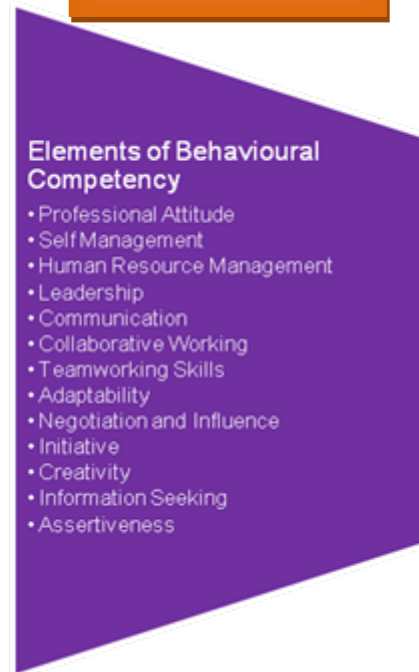 Elements of Behavioural
Competency
• Professional Attitude
• Self Management
• Human Resource Management
• Leadership
• Communication
• Collaborative Working
• Teamworking Skills
• Adaptability
• Negotiation and Influence
• Initiative
• Creativity
• Information Seeking
• Assertiveness